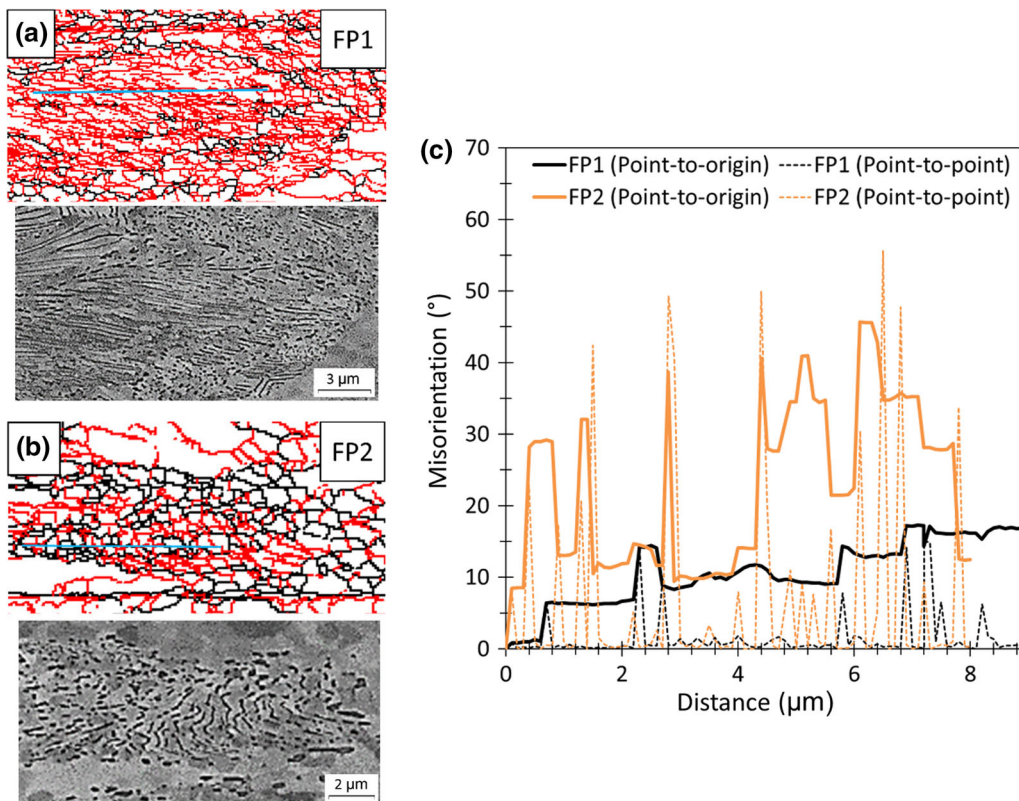 (a)
FP1
3 µm
(b)
FP2
2 µm
(c)
FP1 (Point-to-origin)
FP1 (Point-to-point)
FP2 (Point-to-origin)
FP2 (Point-to-point)
70
60
50
40
30
20
10
0
Misorientation (°)
0 2 4 6 8
Distance (µm)